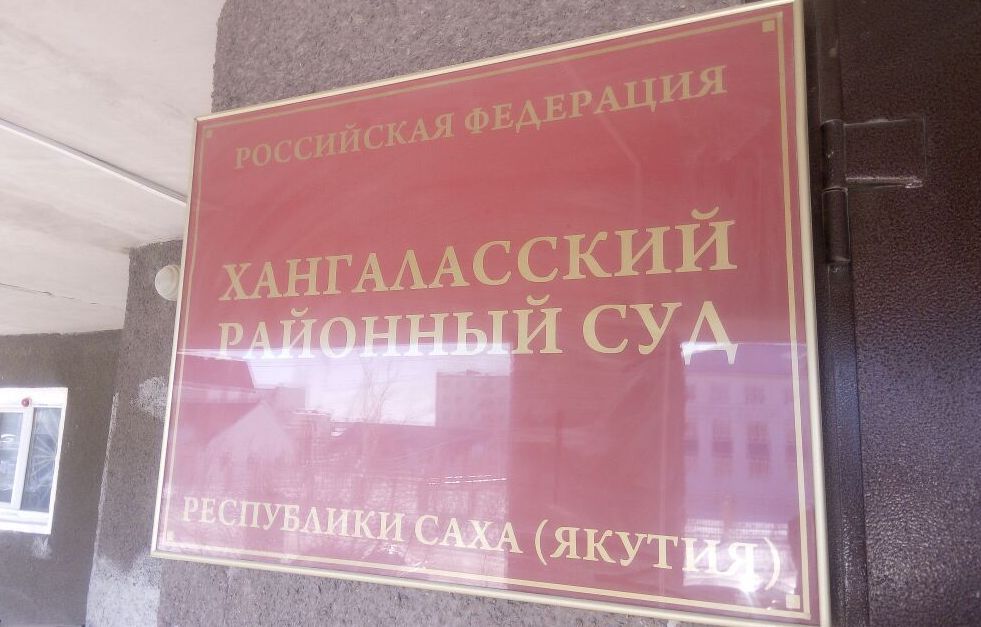 РОССИЙСКАЯ ФЕДЕРАЦИЯ
ХАНГАЛАССКИЙ
РАЙОННЫЙ СУД
РЕСПУБЛИКИ САХА (ЯКУТИЯ)